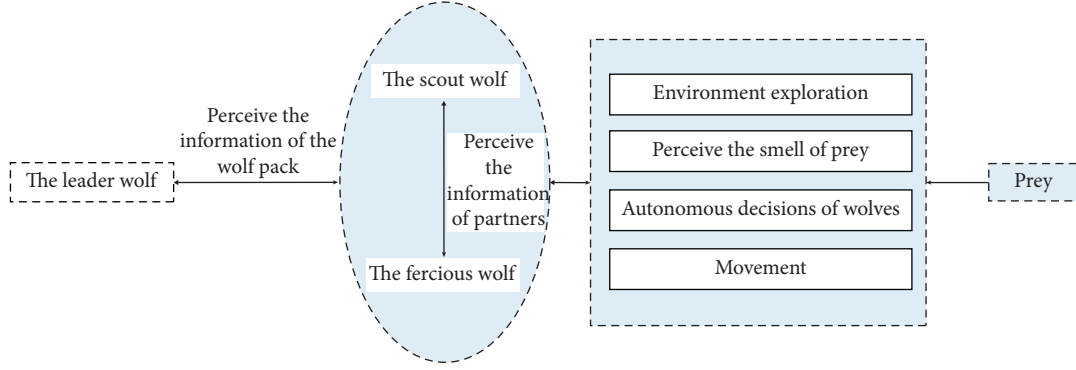 The leader wolf
Perceive the
information of the
wolf pack
The scout wolf
Perceive
the
information
of partners
The fercious wolf
Environment exploration
Perceive the smell of prey
Autonomous decisions of wolves
Movement
Prey